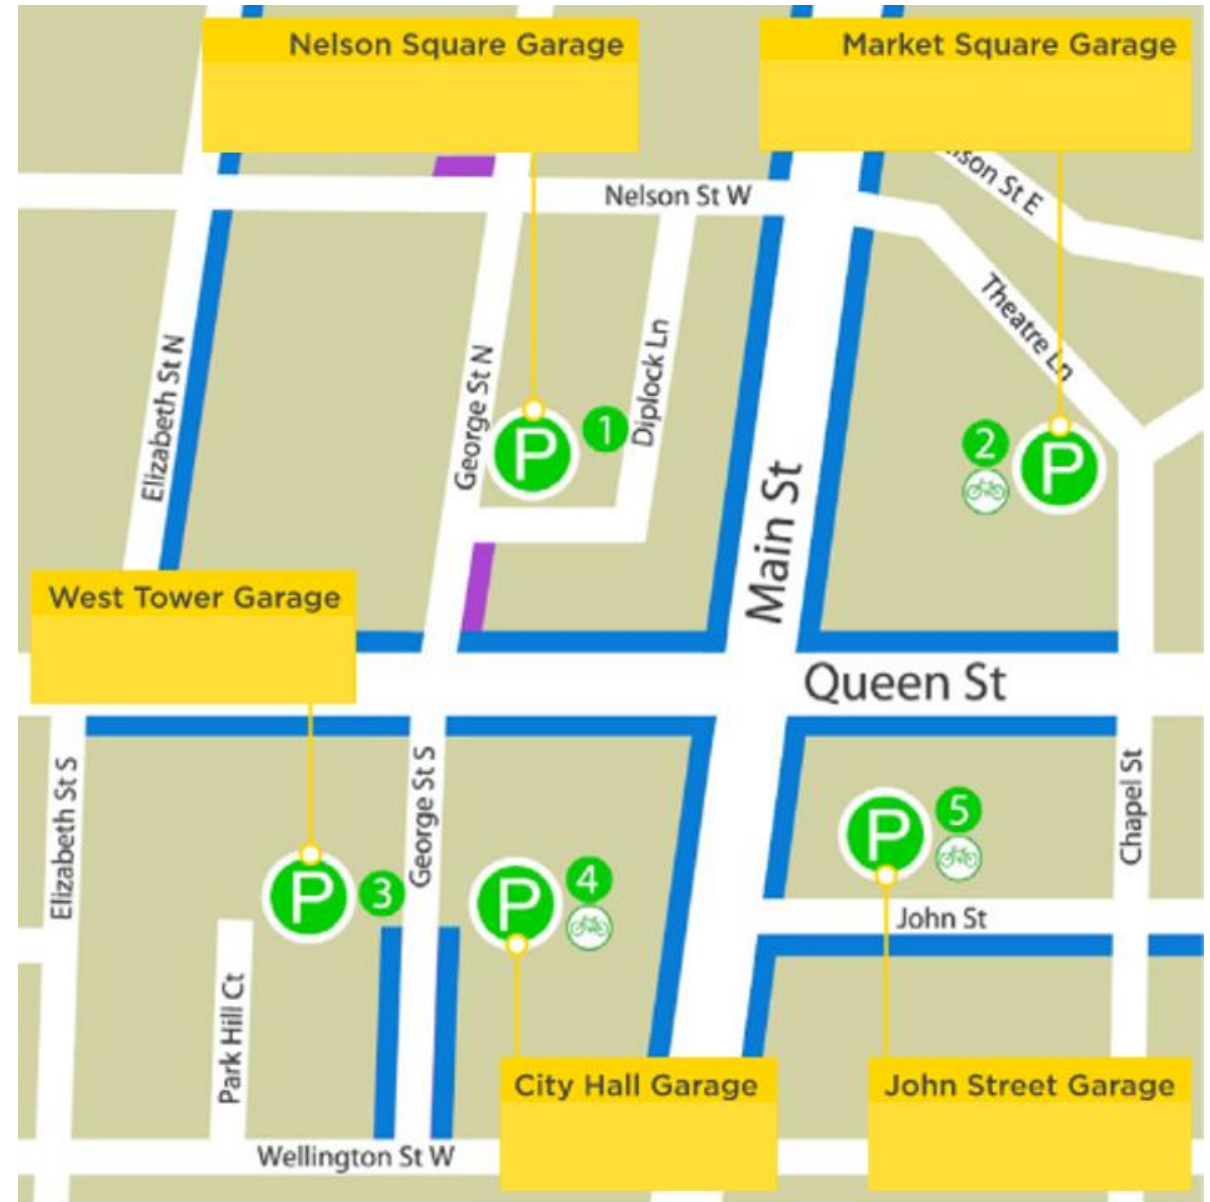 Nelson Square Garage
Market Square Garage
Nelson St W
St E
Theatre Ln
Elizabeth St N
George St N
Diplock Ln
P
1
2
P
Main St
West Tower Garage
Queen St
Elizabeth St S
George St S
Chapel St
P
5
P
3
P
4
John St
Park Hill Ct
City Hall Garage
John Street Garage
Wellington St W